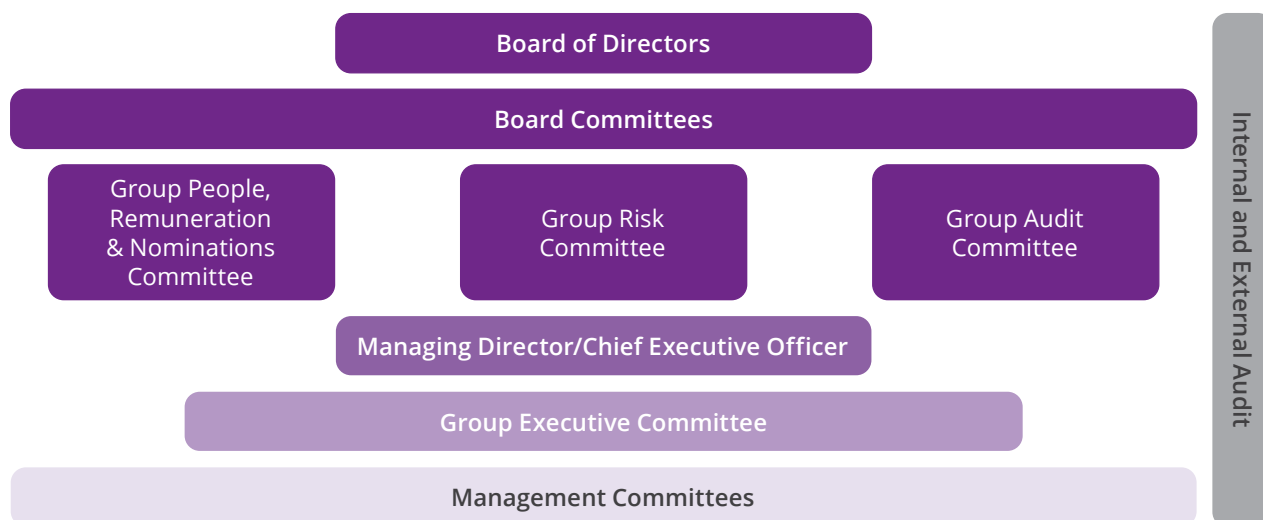 Board of Directors
Board Committees
Group People,
Remuneration
& Nominations
Committee
Group Risk
Committee
Group Audit
Committee
Managing Director/Chief Executive Officer
Group Executive Committee
Management Committees
Internal and External Audit